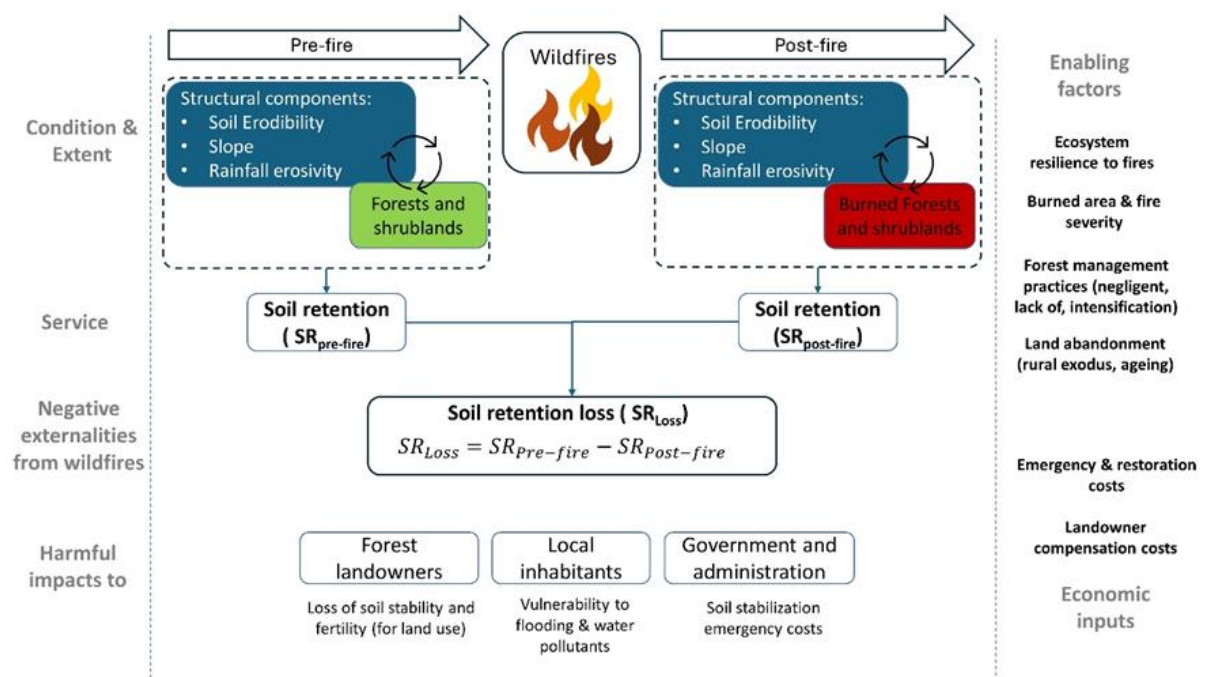 Pre-fire
Wildfires
Post-fire
Enabling
factors
Condition &
Extent
Structural components:
• Soil Erodibility
• Slope
• Rainfall erosivity
Forests and
shrublands
Structural components:
• Soil Erodibility
• Slope
• Rainfall erosivity
Burned Forests
and shrublands
Ecosystem
resilience to fires
Burned area & fire
severity
Forest management
practices (negligent,
lack of, intensification)
Land abandonment
(rural exodus, ageing)
Service
Soil retention
( SRpre-fire)
Soil retention
(SRpost-fire)
Negative
externalities
from wildfires
Soil retention loss ( SRLoss)
SRLoss = SRPre−fire − SRPost−fire
Emergency & restoration
costs
Landowner
compensation costs
Economic
inputs
Harmful
impacts to
Forest
landowners
Loss of soil stability and
fertility (for land use)
Local
inhabitants
Vulnerability to
flooding & water
pollutants
Government and
administration
Soil stabilization
emergency costs